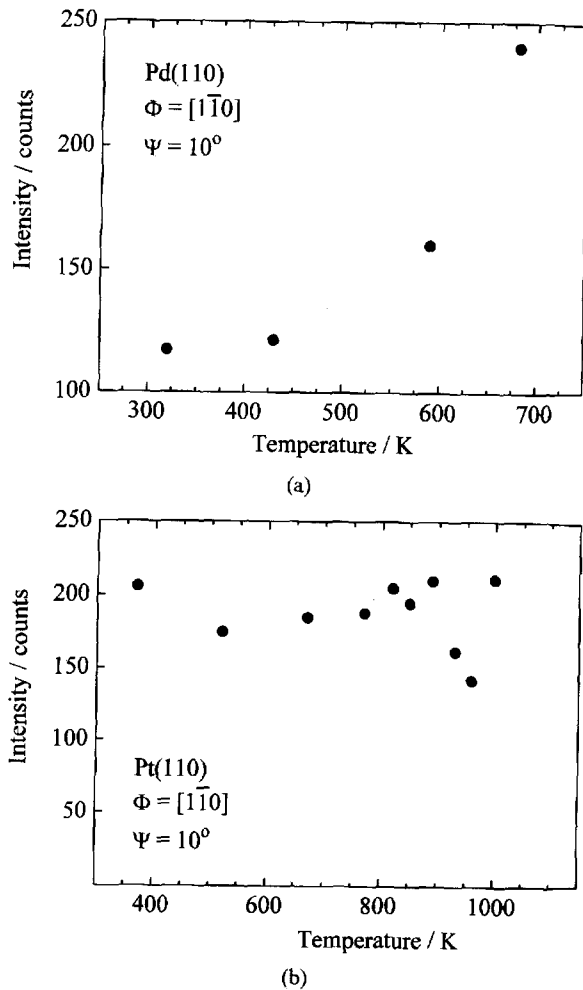 250
200
150
100
Intensity / counts
Pd(110)
Φ = [11̅0]
Ψ = 10°
300 400 500 600 700
Temperature / K
(a)
250
200
150
100
50
Intensity / counts
Pt(110)
Φ = [11̅0]
Ψ = 10°
400 600 800 1000
Temperature / K
(b)